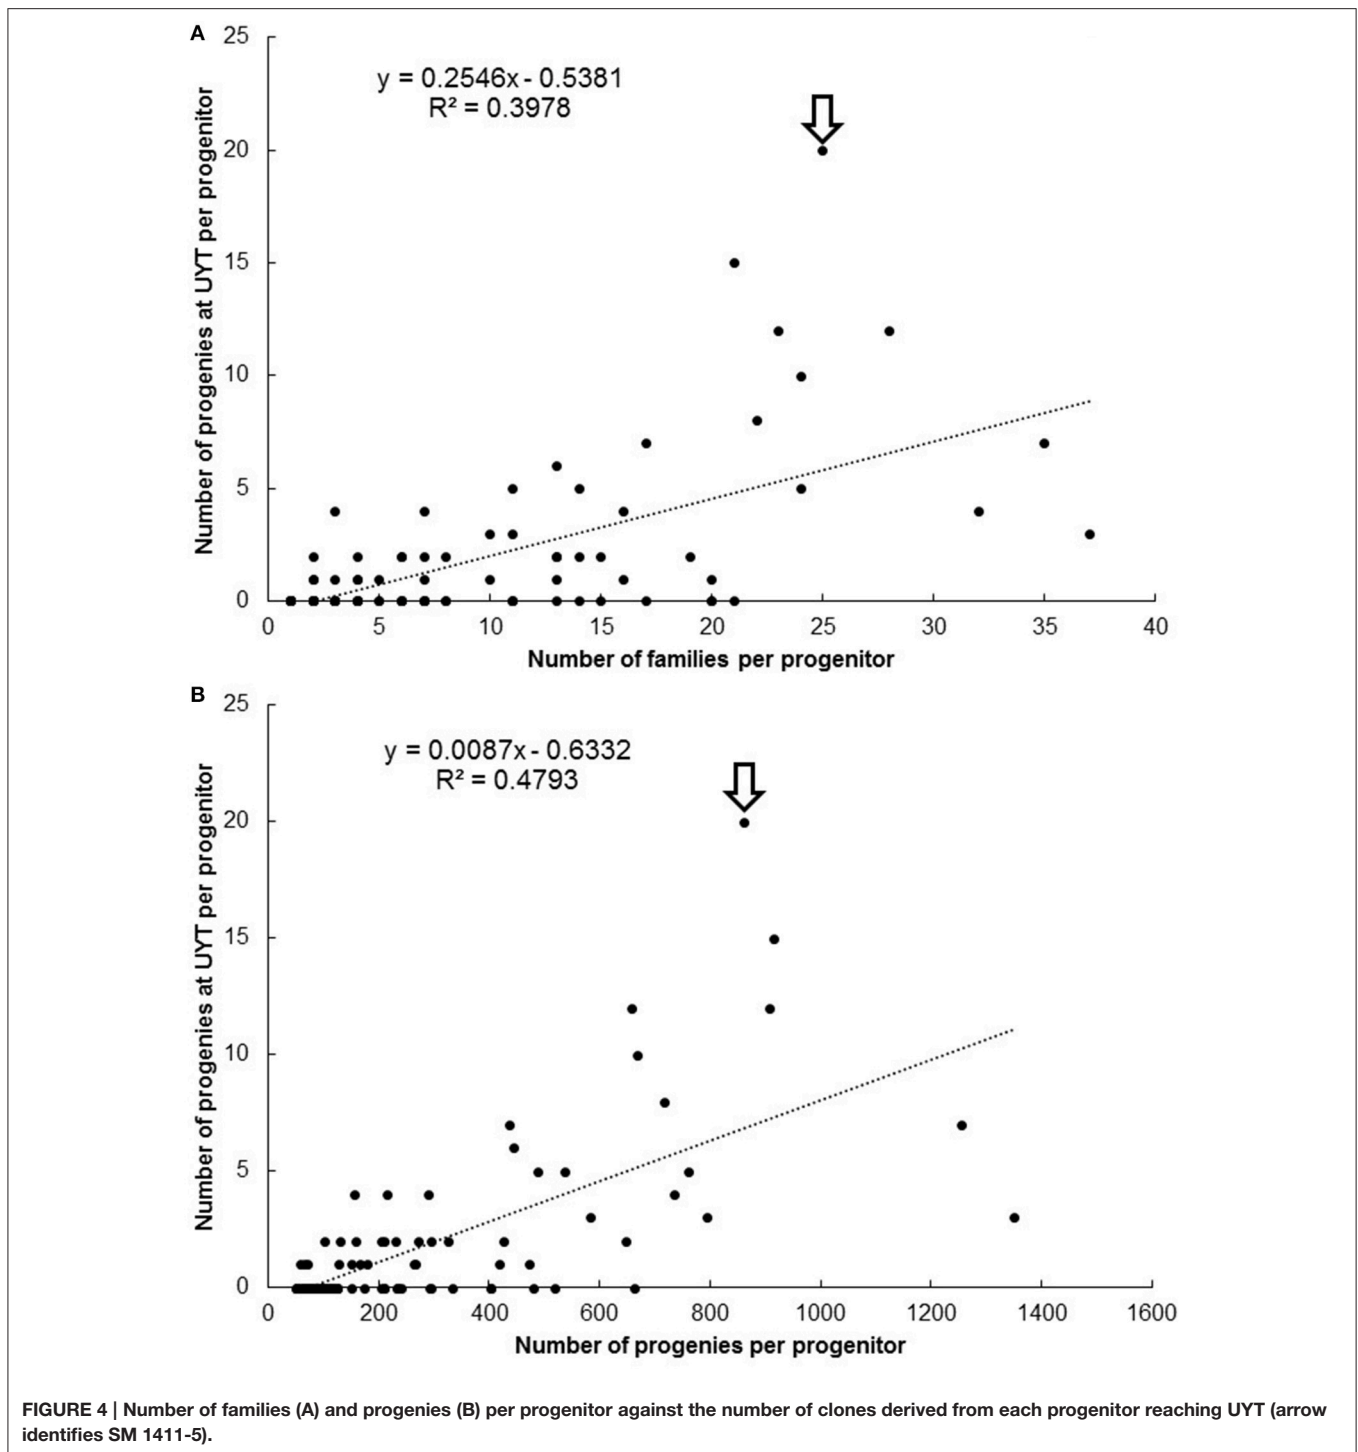 A
25
20
15
10
5
0
Number of progenies at UYT per progenitor
y = 0.2546x - 0.5381
R² = 0.3978
0 5 10 15 20 25 30 35 40
Number of families per progenitor
B
25
20
15
10
5
0
Number of progenies at UYT per progenitor
y = 0.0087x - 0.6332
R² = 0.4793
0 200 400 600 800 1000 1200 1400 1600
Number of progenies per progenitor
FIGURE 4 | Number of families (A) and progenies (B) per progenitor against the number of clones derived from each progenitor reaching UYT (arrow
identifies SM 1411-5).